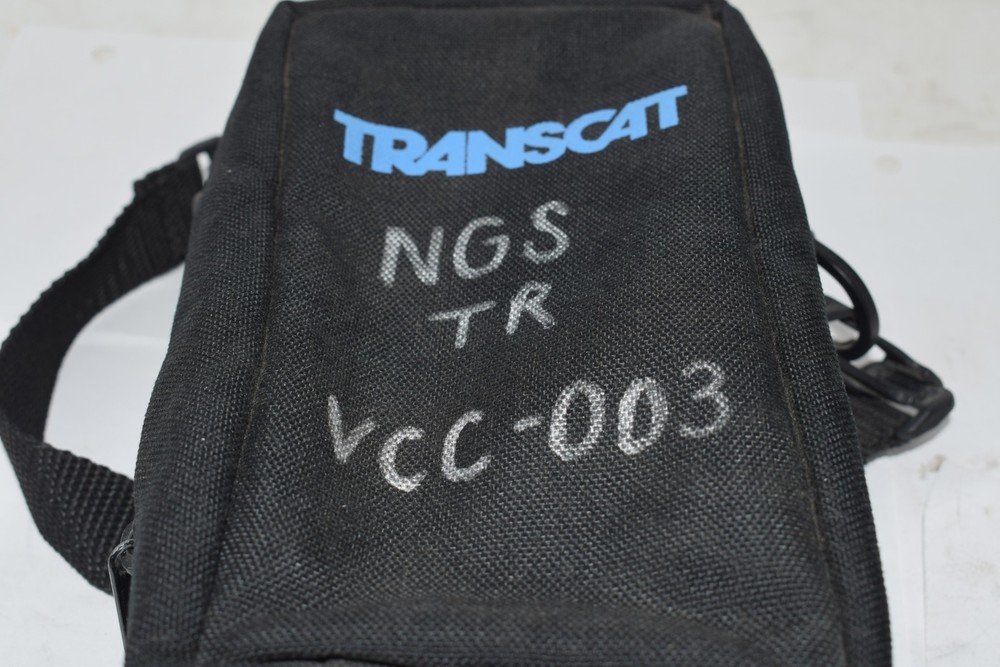 TRANSCAT
NGS
TR
VCC-003